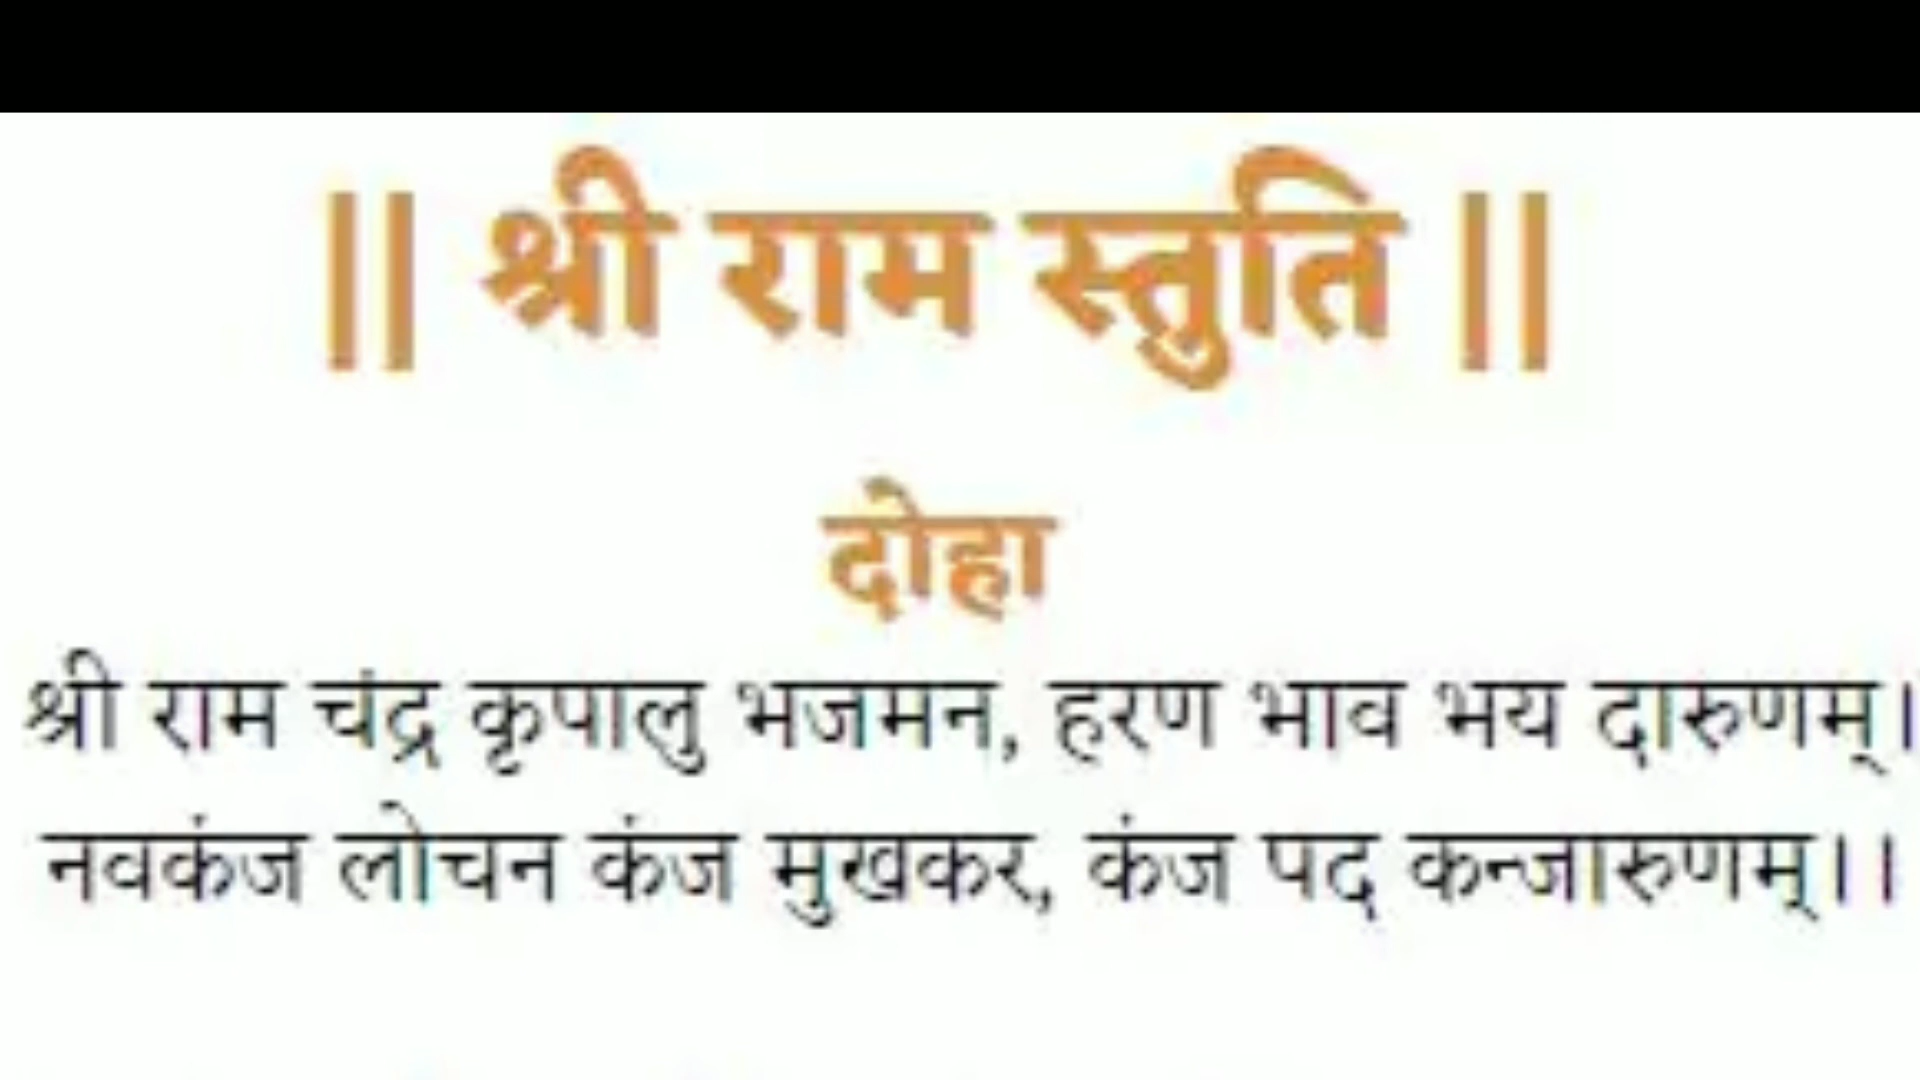 || श्री राम स्तुति ||
दोहा
श्री राम चंद्र कृपालु भजमन, हरण भाव भय दारुणम्।
नवकंज लोचन कंज मुखकर, कंज पद कन्जारुणम्।।